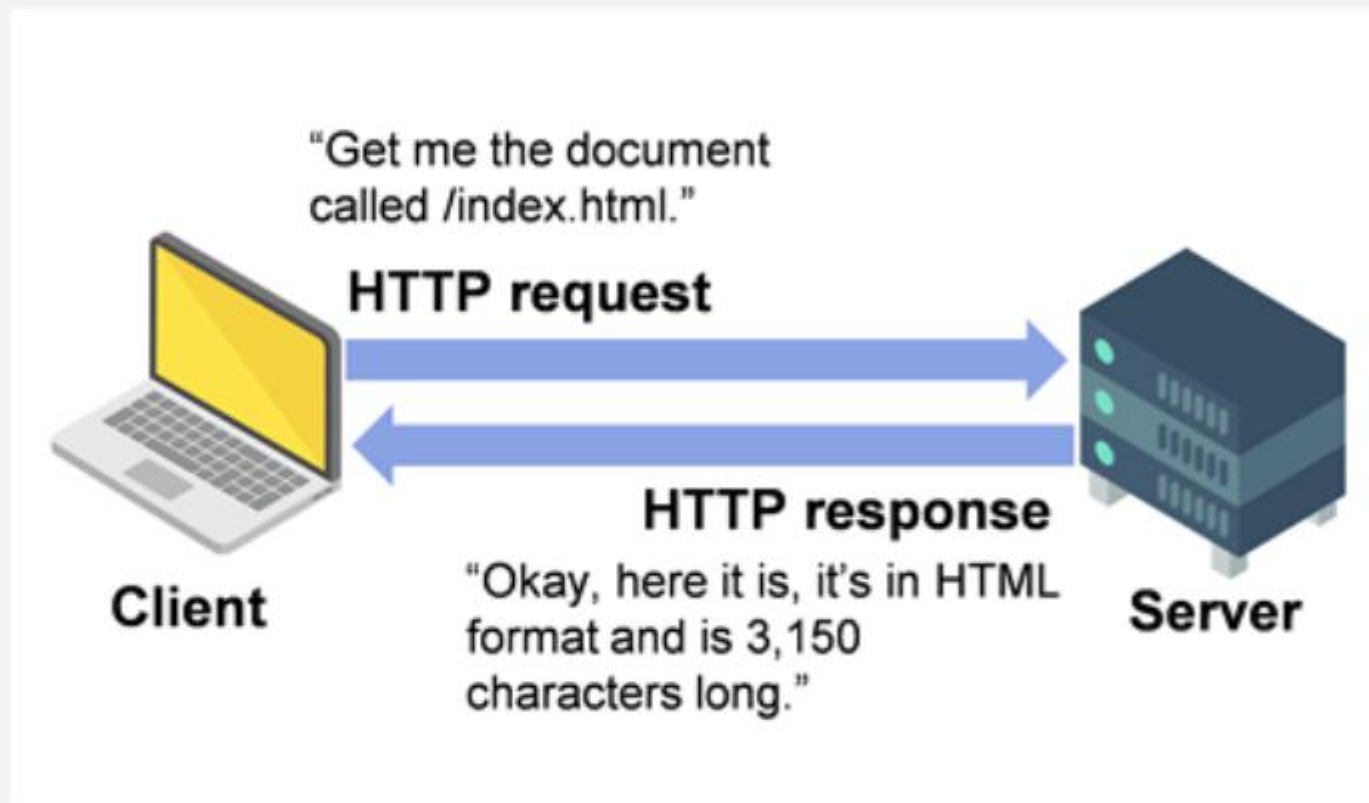 “Get me the document
called /index.html.”
HTTP request
HTTP response
“Okay, here it is, it’s in HTML
format and is 3,150
characters long.”
Client
Server